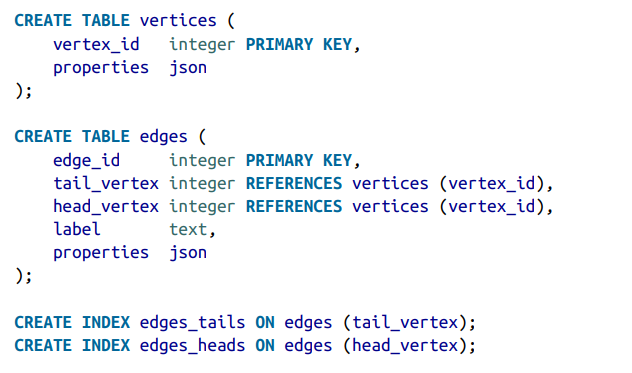 CREATE TABLE vertices (
    vertex_id   integer PRIMARY KEY,
    properties  json
);

CREATE TABLE edges (
    edge_id     integer PRIMARY KEY,
    tail_vertex integer REFERENCES vertices (vertex_id),
    head_vertex integer REFERENCES vertices (vertex_id),
    label       text,
    properties  json
);

CREATE INDEX edges_tails ON edges (tail_vertex);
CREATE INDEX edges_heads ON edges (head_vertex);